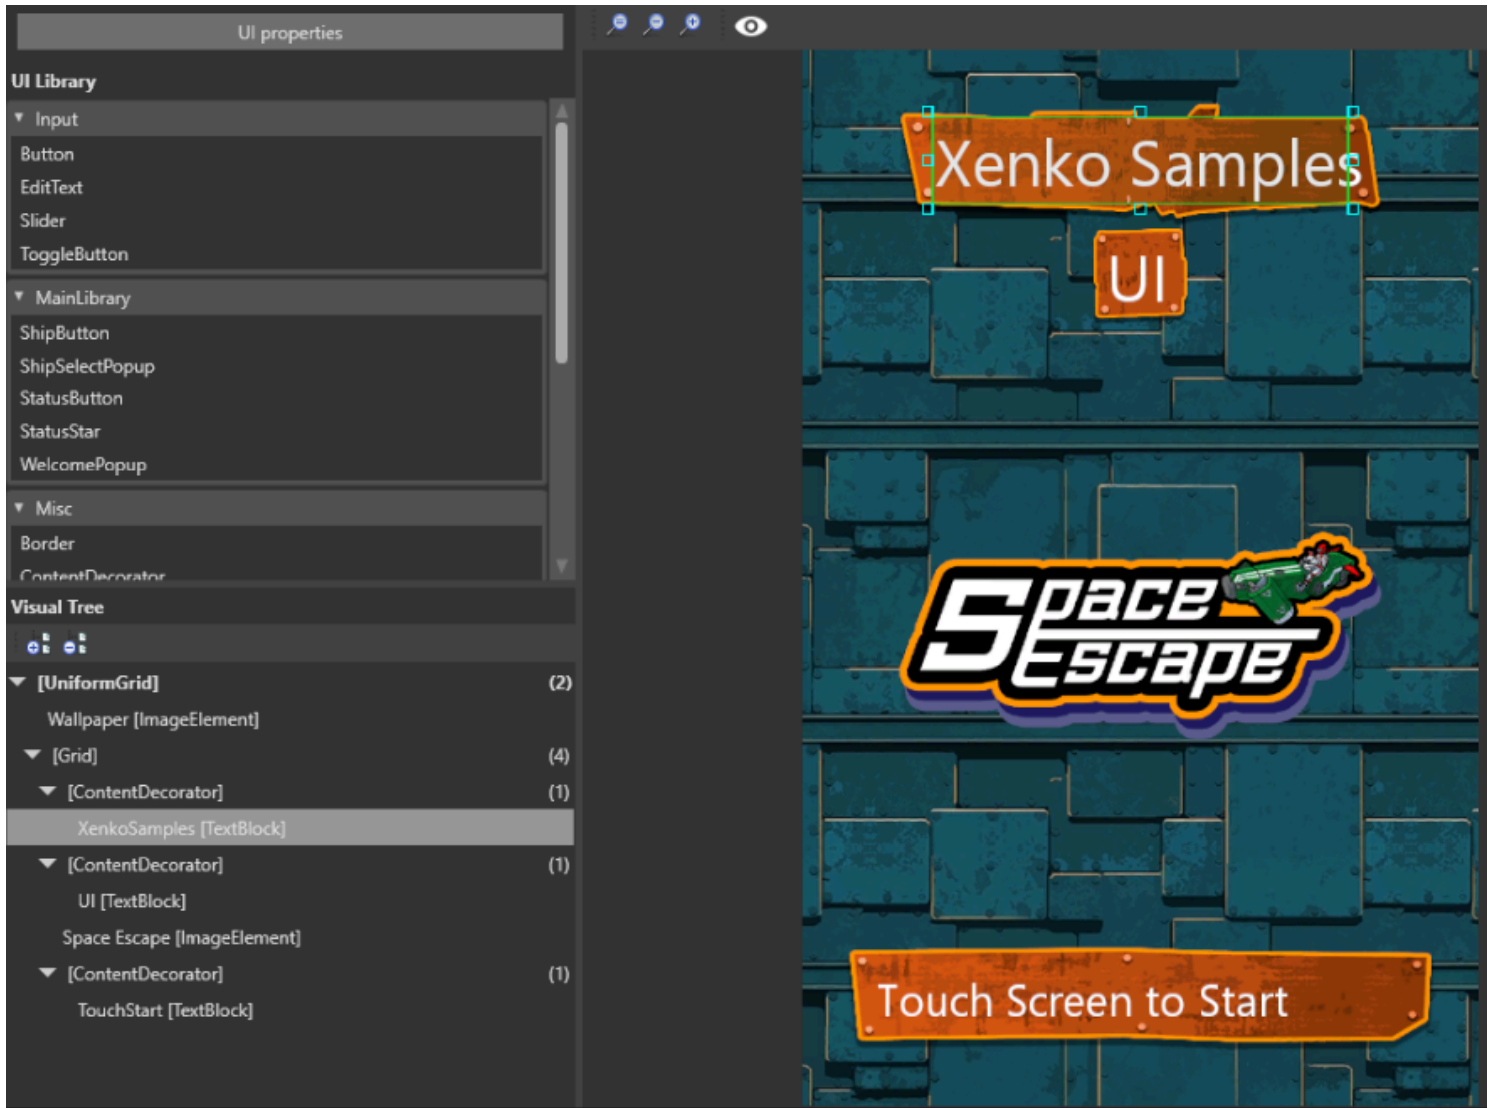 UI properties
UI Library
Input
Button
EditText
Slider
ToggleButton
MainLibrary
ShipButton
ShipSelectPopup
StatusButton
StatusStar
WelcomePopup
Misc
Border
ContentDecorator
Visual Tree
[UniformGrid] (2)
Wallpaper [ImageElement]
[Grid] (4)
[ContentDecorator] (1)
XenkoSamples [TextBlock]
[ContentDecorator] (1)
UI [TextBlock]
Space Escape [ImageElement]
[ContentDecorator] (1)
TouchStart [TextBlock]
Xenko Samples
UI
Space
Escape
Touch Screen to Start